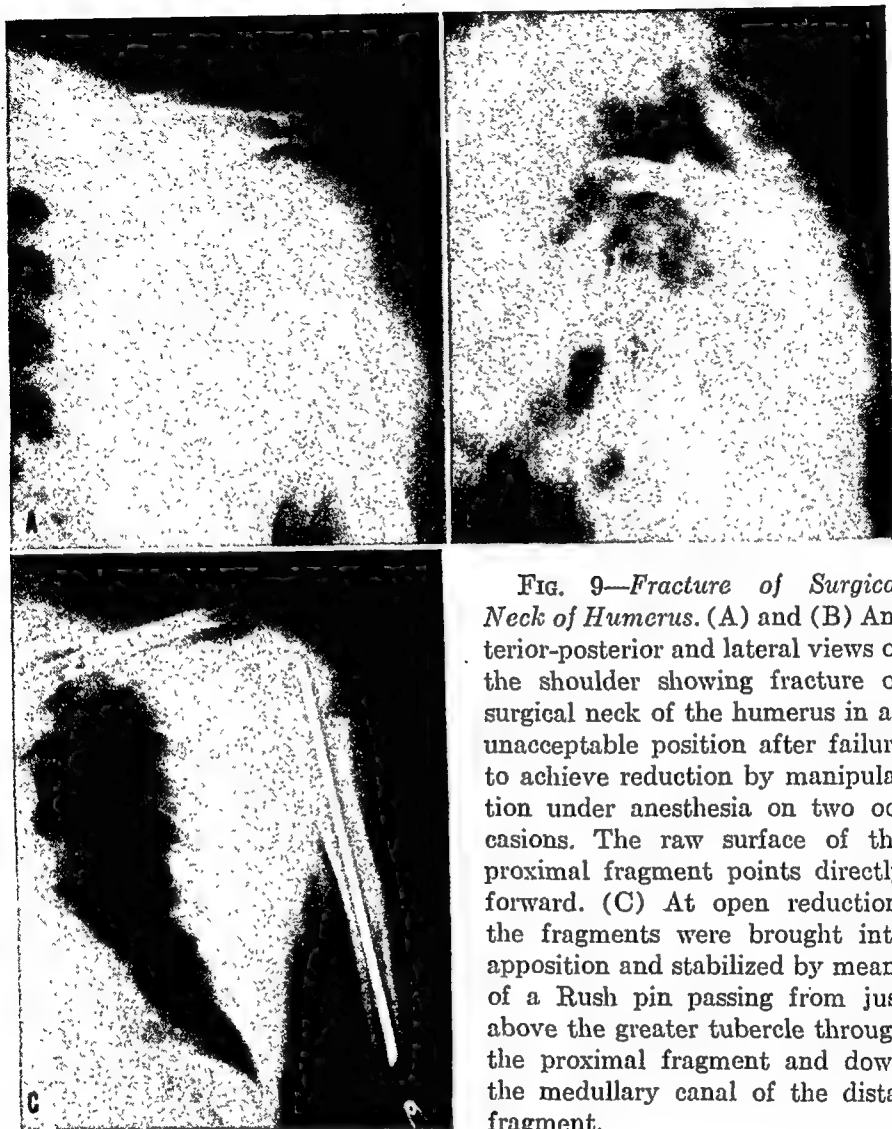 A
C
FIG. 9—Fracture of Surgica
Neck of Humerus. (A) and (B) An
terior-posterior and lateral views o
the shoulder showing fracture o
surgical neck of the humerus in a
unacceptable position after failur
to achieve reduction by manipula
tion under anesthesia on two oc
casions. The raw surface of th
proximal fragment points directl
forward. (C) At open reduction
the fragments were brought int
apposition and stabilized by mean
of a Rush pin passing from jus
above the greater tubercle throug
the proximal fragment and dow
the medullary canal of the dista
fragment.